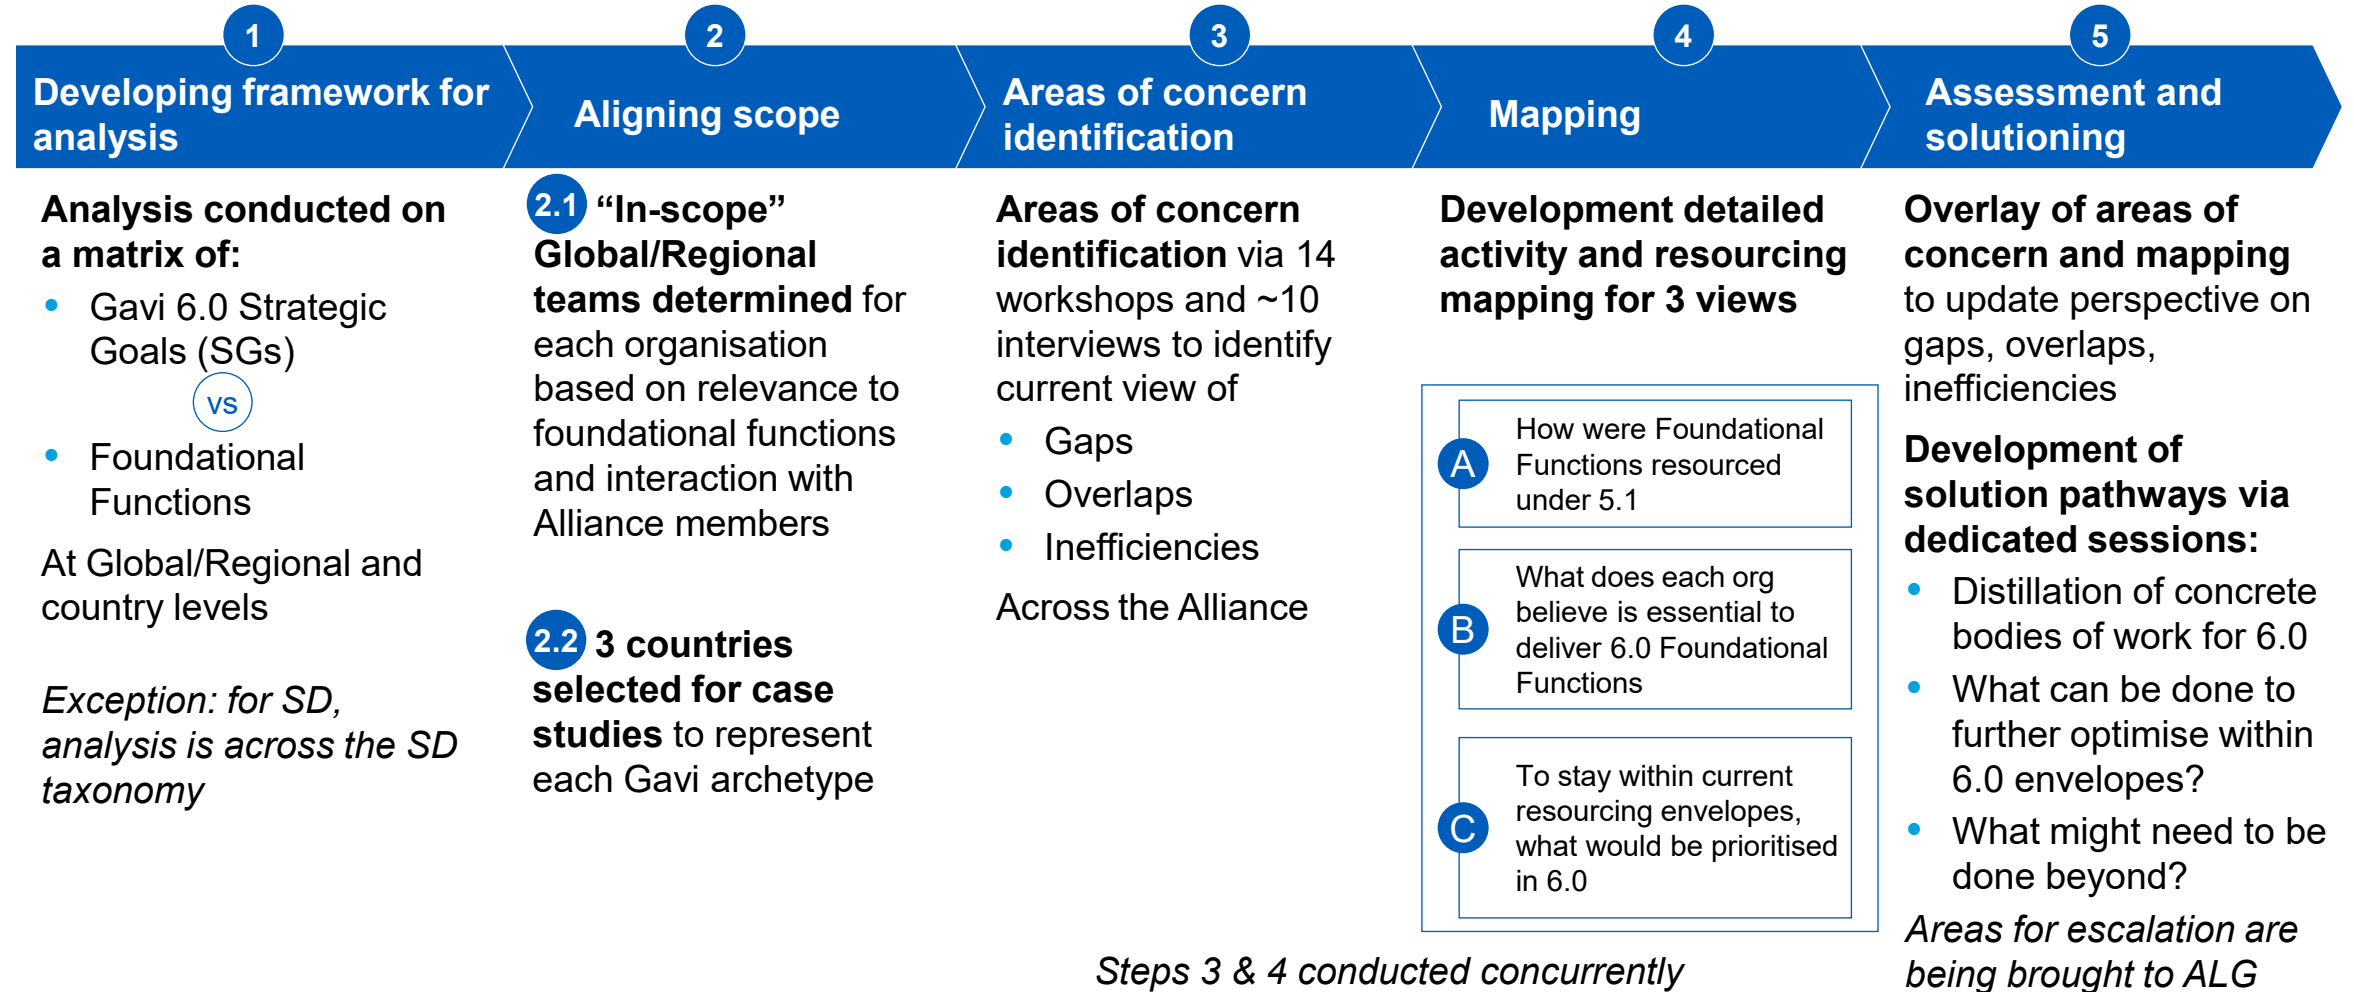 1
Developing framework for
analysis
Analysis conducted on
a matrix of:
• Gavi 6.0 Strategic
Goals (SGs)
vs
• Foundational
Functions
At Global/Regional and
country levels
Exception: for SD,
analysis is across the SD
taxonomy
2
Aligning scope
2.1 “In-scope”
Global/Regional
teams determined for
each organisation
based on relevance to
foundational functions
and interaction with
Alliance members
2.2 3 countries
selected for case
studies to represent
each Gavi archetype
3
Areas of concern
identification
Areas of concern
identification via 14
workshops and ~10
interviews to identify
current view of
• Gaps
• Overlaps
• Inefficiencies
Across the Alliance
4
Mapping
Development detailed
activity and resourcing
mapping for 3 views
A
How were Foundational
Functions resourced
under 5.1
B
What does each org
believe is essential to
deliver 6.0 Foundational
Functions
C
To stay within current
resourcing envelopes,
what would be prioritised
in 6.0
Steps 3 & 4 conducted concurrently
5
Assessment and
solutioning
Overlay of areas of
concern and mapping
to update perspective on
gaps, overlaps,
inefficiencies
Development of
solution pathways via
dedicated sessions:
• Distillation of concrete
bodies of work for 6.0
• What can be done to
further optimise within
6.0 envelopes?
• What might need to be
done beyond?
Areas for escalation are
being brought to ALG